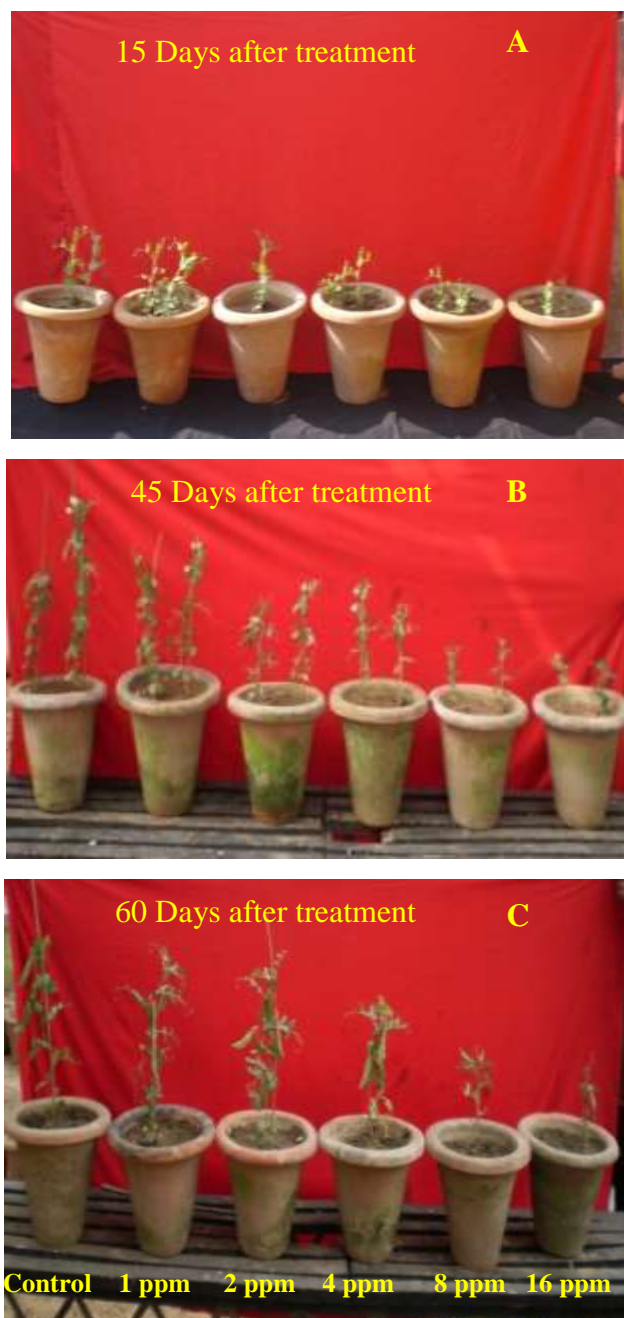 15 Days after treatment A
45 Days after treatment B
60 Days after treatment C
Control 1 ppm 2 ppm 4 ppm 8 ppm 16 ppm